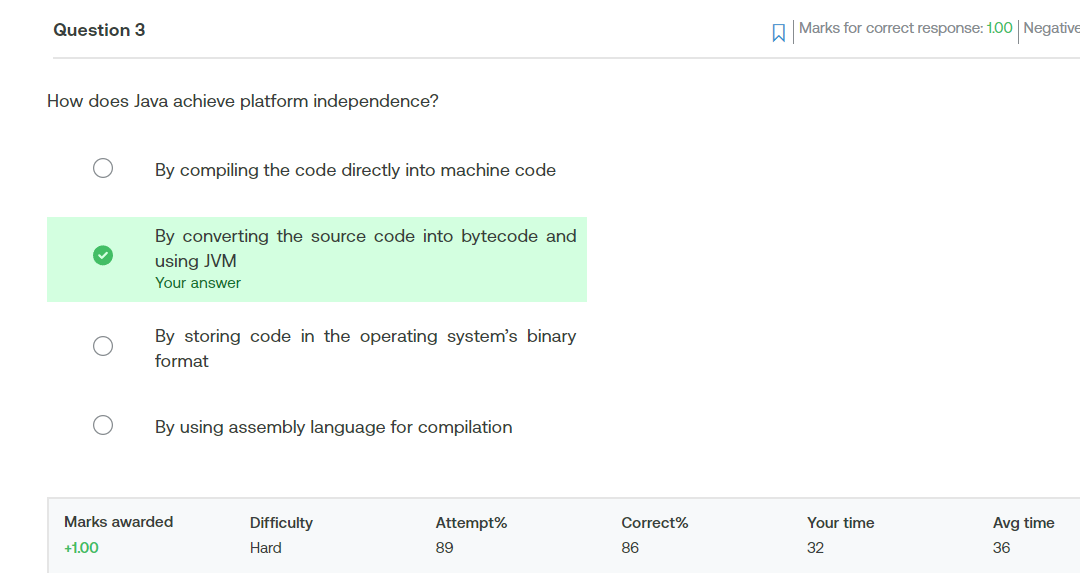 Question 3
Marks for correct response: 1.00 | Negative
How does Java achieve platform independence?
By compiling the code directly into machine code
By converting the source code into bytecode and
using JVM
Your answer
By storing code in the operating system's binary
format
By using assembly language for compilation
Marks awarded Difficulty Attempt% Correct% Your time Avg time
+1.00 Hard 89 86 32 36